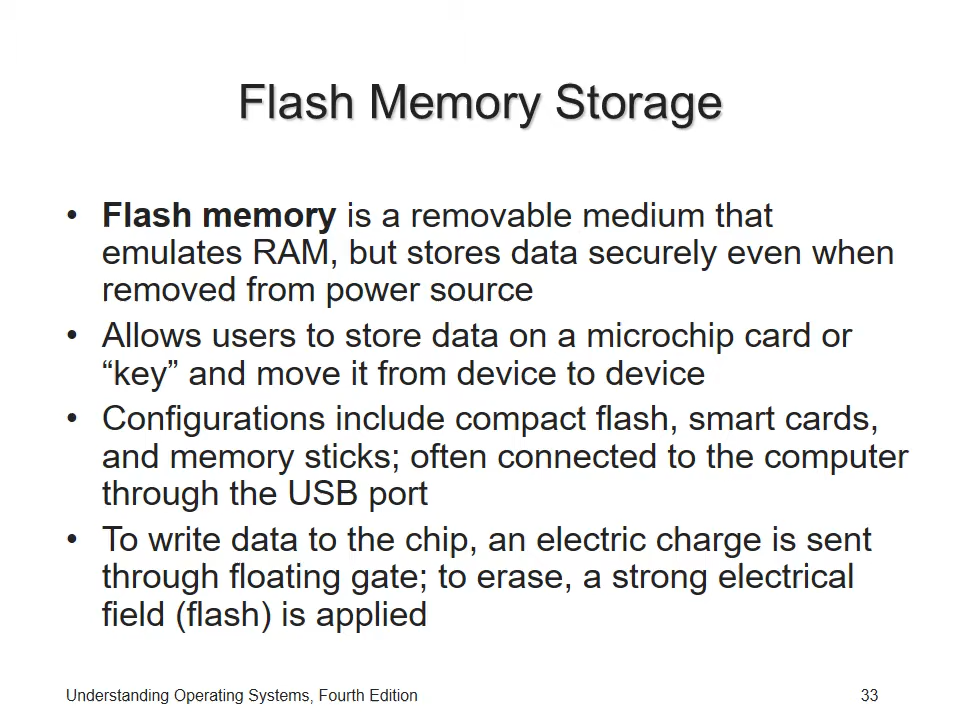 Flash Memory Storage
• Flash memory is a removable medium that
emulates RAM, but stores data securely even when
removed from power source
• Allows users to store data on a microchip card or
“key” and move it from device to device
• Configurations include compact flash, smart cards,
and memory sticks; often connected to the computer
through the USB port
• To write data to the chip, an electric charge is sent
through floating gate; to erase, a strong electrical
field (flash) is applied
Understanding Operating Systems, Fourth Edition
33